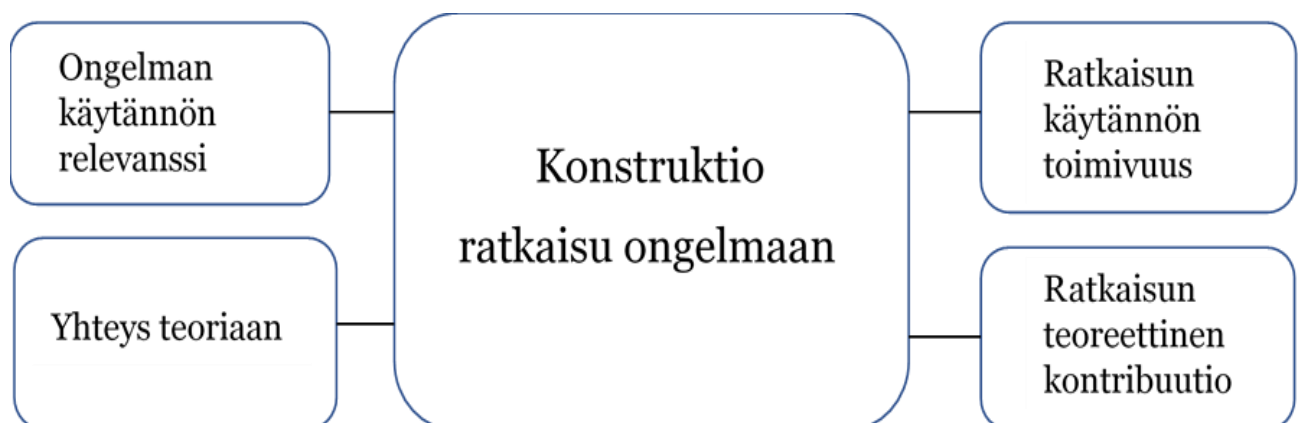 Ongelman
käytännön
relevanssi
Yhteys teoriaan
Konstruktio
ratkaisu ongelmaan
Ratkaisun
käytännön
toimivuus
Ratkaisun
teoreettinen
kontribuutio